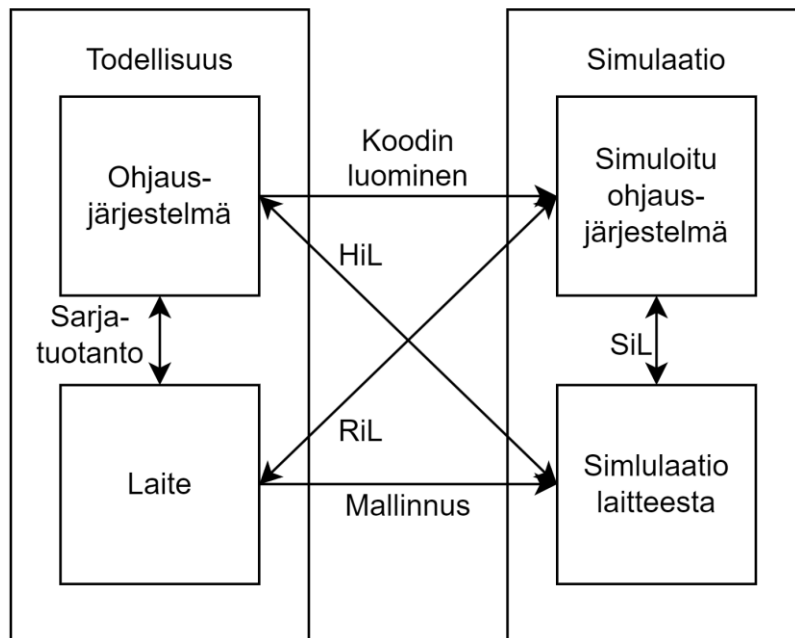 Todellisuus
Simulaatio
Ohjaus-
järjestelmä
Koodin
luominen
Simuloitu
ohjaus-
järjestelmä
HiL
Sarja-
tuotanto
SiL
RiL
Laite
Mallinnus
Simlulaatio
laitteesta